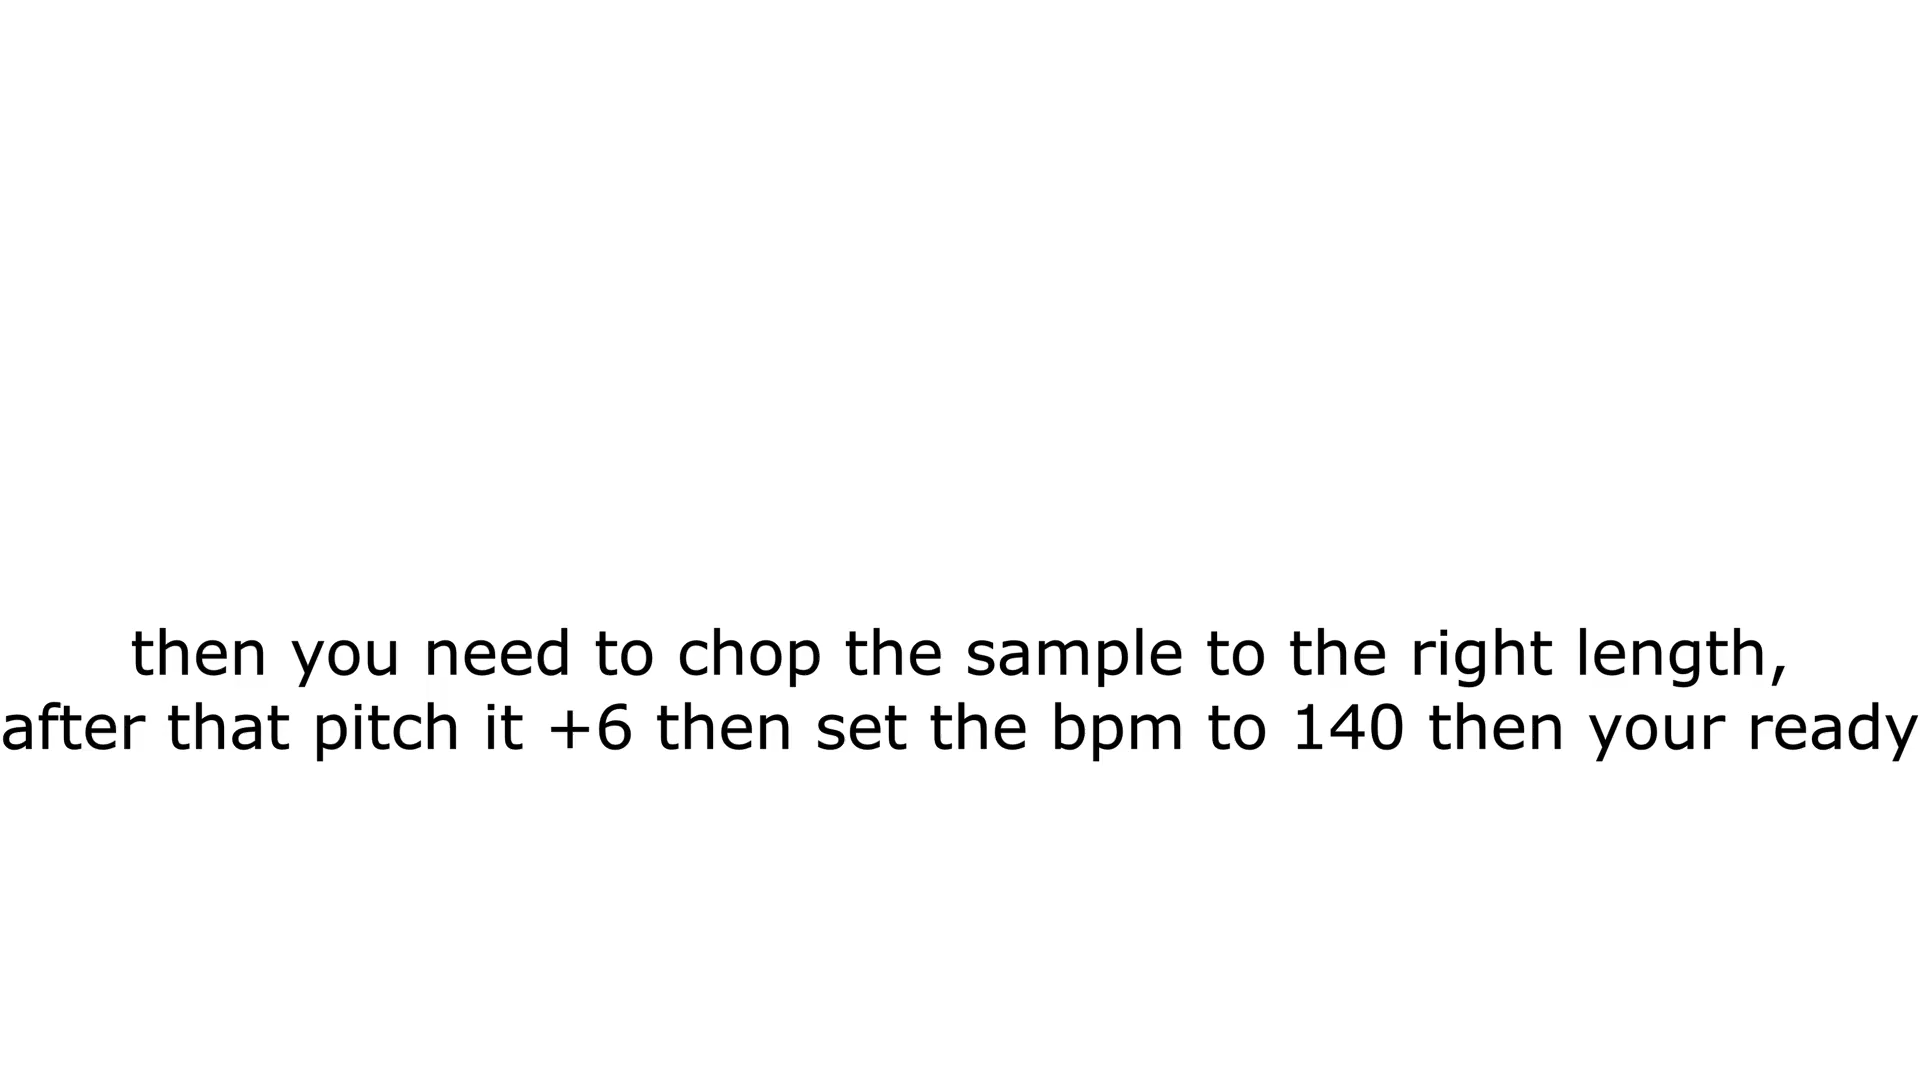 then you need to chop the sample to the right length,
after that pitch it +6 then set the bpm to 140 then your ready